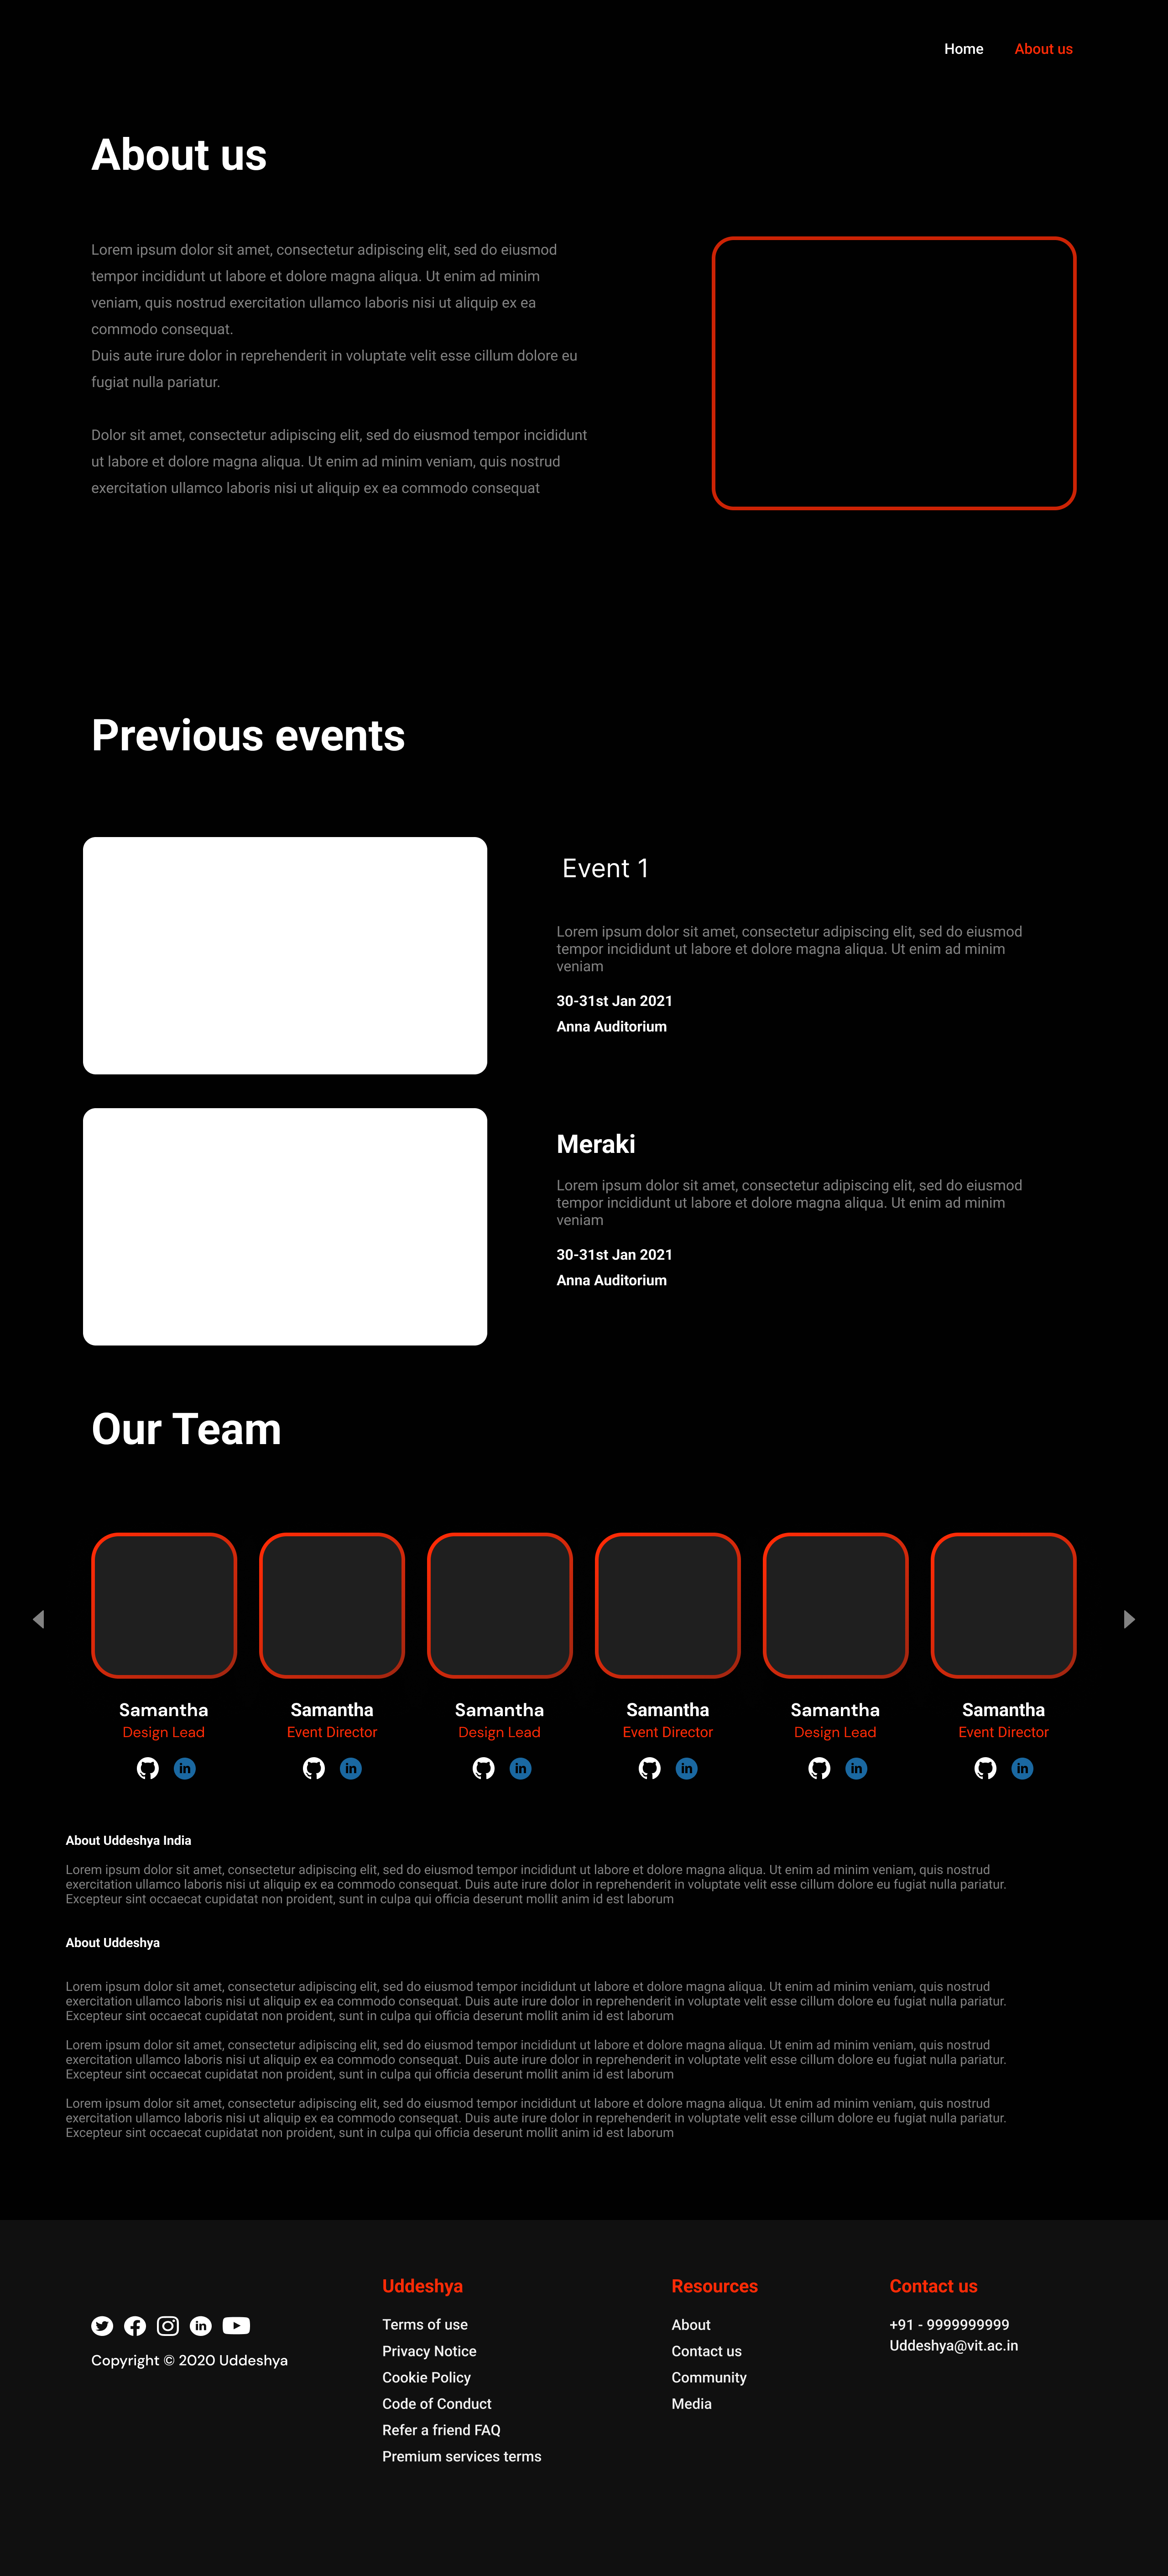 Home About us
About us
Lorem ipsum dolor sit amet, consectetur adipiscing elit, sed do eiusmod
tempor incididunt ut labore et dolore magna aliqua. Ut enim ad minim
veniam, quis nostrud exercitation ullamco laboris nisi ut aliquip ex ea
commodo consequat.
Duis aute irure dolor in reprehenderit in voluptate velit esse cillum dolore eu
fugiat nulla pariatur.
Dolor sit amet, consectetur adipiscing elit, sed do eiusmod tempor incididunt
ut labore et dolore magna aliqua. Ut enim ad minim veniam, quis nostrud
exercitation ullamco laboris nisi ut aliquip ex ea commodo consequat
Previous events
Event 1
Lorem ipsum dolor sit amet, consectetur adipiscing elit, sed do eiusmod
tempor incididunt ut labore et dolore magna aliqua. Ut enim ad minim
veniam
30-31st Jan 2021
Anna Auditorium
Meraki
Lorem ipsum dolor sit amet, consectetur adipiscing elit, sed do eiusmod
tempor incididunt ut labore et dolore magna aliqua. Ut enim ad minim
veniam
30-31st Jan 2021
Anna Auditorium
Our Team
Samantha Samantha Samantha Samantha Samantha Samantha
Design Lead Event Director Design Lead Event Director Design Lead Event Director
in in in in in in
About Uddeshya India
Lorem ipsum dolor sit amet, consectetur adipiscing elit, sed do eiusmod tempor incididunt ut labore et dolore magna aliqua. Ut enim ad minim veniam, quis nostrud
exercitation ullamco laboris nisi ut aliquip ex ea commodo consequat. Duis aute irure dolor in reprehenderit in voluptate velit esse cillum dolore eu fugiat nulla pariatur.
Excepteur sint occaecat cupidatat non proident, sunt in culpa qui officia deserunt mollit anim id est laborum
About Uddeshya
Lorem ipsum dolor sit amet, consectetur adipiscing elit, sed do eiusmod tempor incididunt ut labore et dolore magna aliqua. Ut enim ad minim veniam, quis nostrud
exercitation ullamco laboris nisi ut aliquip ex ea commodo consequat. Duis aute irure dolor in reprehenderit in voluptate velit esse cillum dolore eu fugiat nulla pariatur.
Excepteur sint occaecat cupidatat non proident, sunt in culpa qui officia deserunt mollit anim id est laborum
Lorem ipsum dolor sit amet, consectetur adipiscing elit, sed do eiusmod tempor incididunt ut labore et dolore magna aliqua. Ut enim ad minim veniam, quis nostrud
exercitation ullamco laboris nisi ut aliquip ex ea commodo consequat. Duis aute irure dolor in reprehenderit in voluptate velit esse cillum dolore eu fugiat nulla pariatur.
Excepteur sint occaecat cupidatat non proident, sunt in culpa qui officia deserunt mollit anim id est laborum
Lorem ipsum dolor sit amet, consectetur adipiscing elit, sed do eiusmod tempor incididunt ut labore et dolore magna aliqua. Ut enim ad minim veniam, quis nostrud
exercitation ullamco laboris nisi ut aliquip ex ea commodo consequat. Duis aute irure dolor in reprehenderit in voluptate velit esse cillum dolore eu fugiat nulla pariatur.
Excepteur sint occaecat cupidatat non proident, sunt in culpa qui officia deserunt mollit anim id est laborum
in
Copyright © 2020 Uddeshya
Uddeshya
Terms of use
Privacy Notice
Cookie Policy
Code of Conduct
Refer a friend FAQ
Premium services terms
Resources
About
Contact us
Community
Media
Contact us
+91 - 9999999999
Uddeshya@vit.ac.in